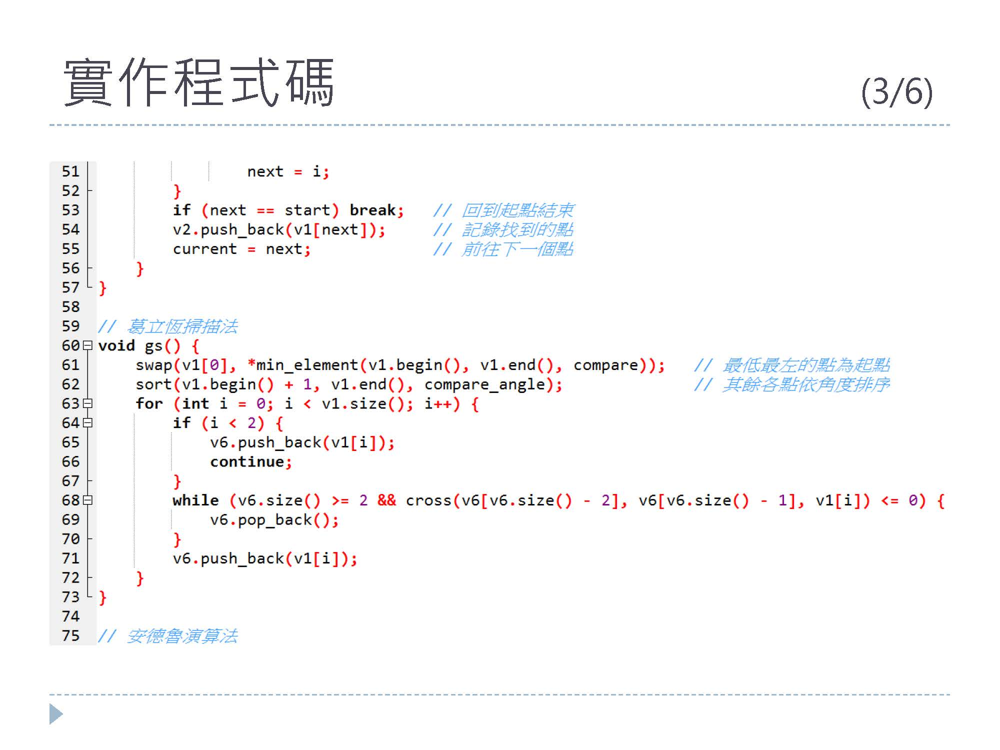 實作程式碼 (3/6)
51 next = i;
52 }
53 if (next == start) break; // 回到起點結束
54 v2.push_back(v1[next]); // 記錄找到的點
55 current = next; // 前往下一個點
56 }
57 }
58
59 // 葛立恆掃描法
60 void gs() {
61 swap(v1[0], *min_element(v1.begin(), v1.end(), compare)); // 最低最左的點為起點
62 sort(v1.begin() + 1, v1.end(), compare_angle); // 其餘各點依角度排序
63 for (int i = 0; i < v1.size(); i++) {
64 if (i < 2) {
65 v6.push_back(v1[i]);
66 continue;
67 }
68 while (v6.size() >= 2 && cross(v6[v6.size() - 2], v6[v6.size() - 1], v1[i]) <= 0) {
69 v6.pop_back();
70 }
71 v6.push_back(v1[i]);
72 }
73 }
74
75 // 安德魯演算法